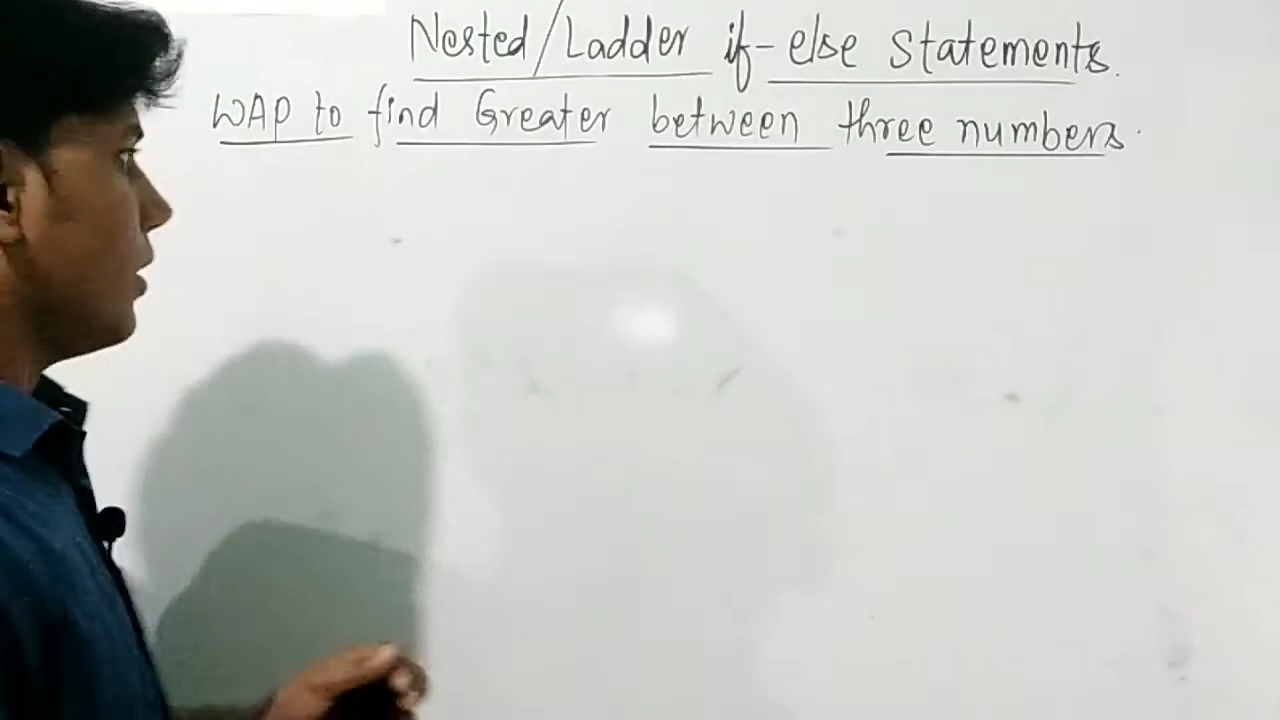 Nested/Ladder if-else Statements.
WAP to find Greater between three numbers.